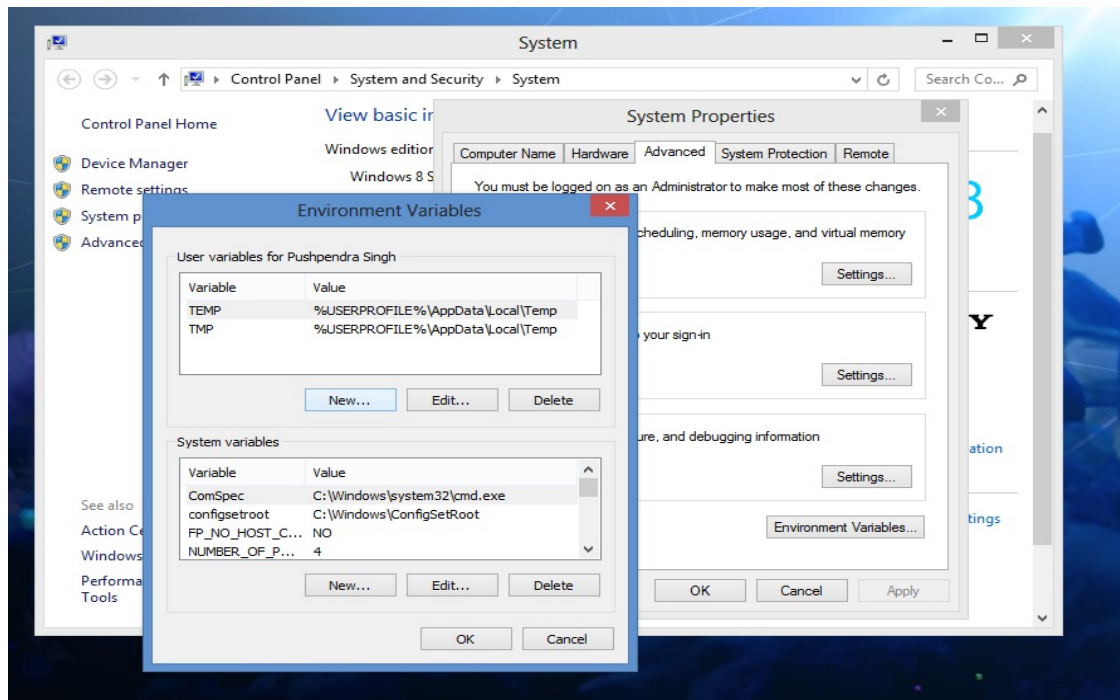 System
Control Panel System and Security System
Search Co...
Control Panel Home
Device Manager
Remote settings
System p
Advanced
See also
Action Ce
Windows
Performa
Tools
View basic in
Windows edition
Windows 8 S
8
Y
ation
tings
System Properties
Computer Name Hardware Advanced System Protection Remote
You must be logged on as an Administrator to make most of these changes.
cheduling, memory usage, and virtual memory
Settings...
your sign-in
Settings...
ure, and debugging information
Settings...
Environment Variables...
OK Cancel Apply
Environment Variables
User variables for Pushpendra Singh
Variable Value
TEMP %USERPROFILE%\AppData\Local\Temp
TMP %USERPROFILE%\AppData\Local\Temp
New... Edit... Delete
System variables
Variable Value
ComSpec C:\Windows\system32\cmd.exe
configsetroot C:\Windows\ConfigSetRoot
FP_NO_HOST_C... NO
NUMBER_OF_P... 4
New... Edit... Delete
OK Cancel